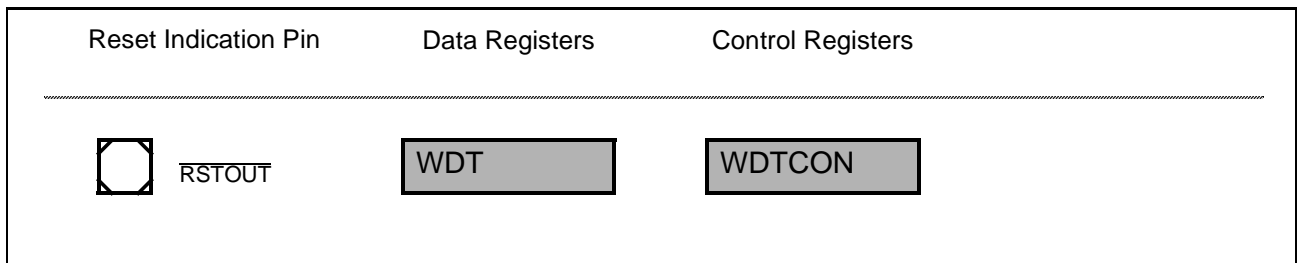 Reset Indication Pin Data Registers Control Registers
RSTOUT WDT WDTCON